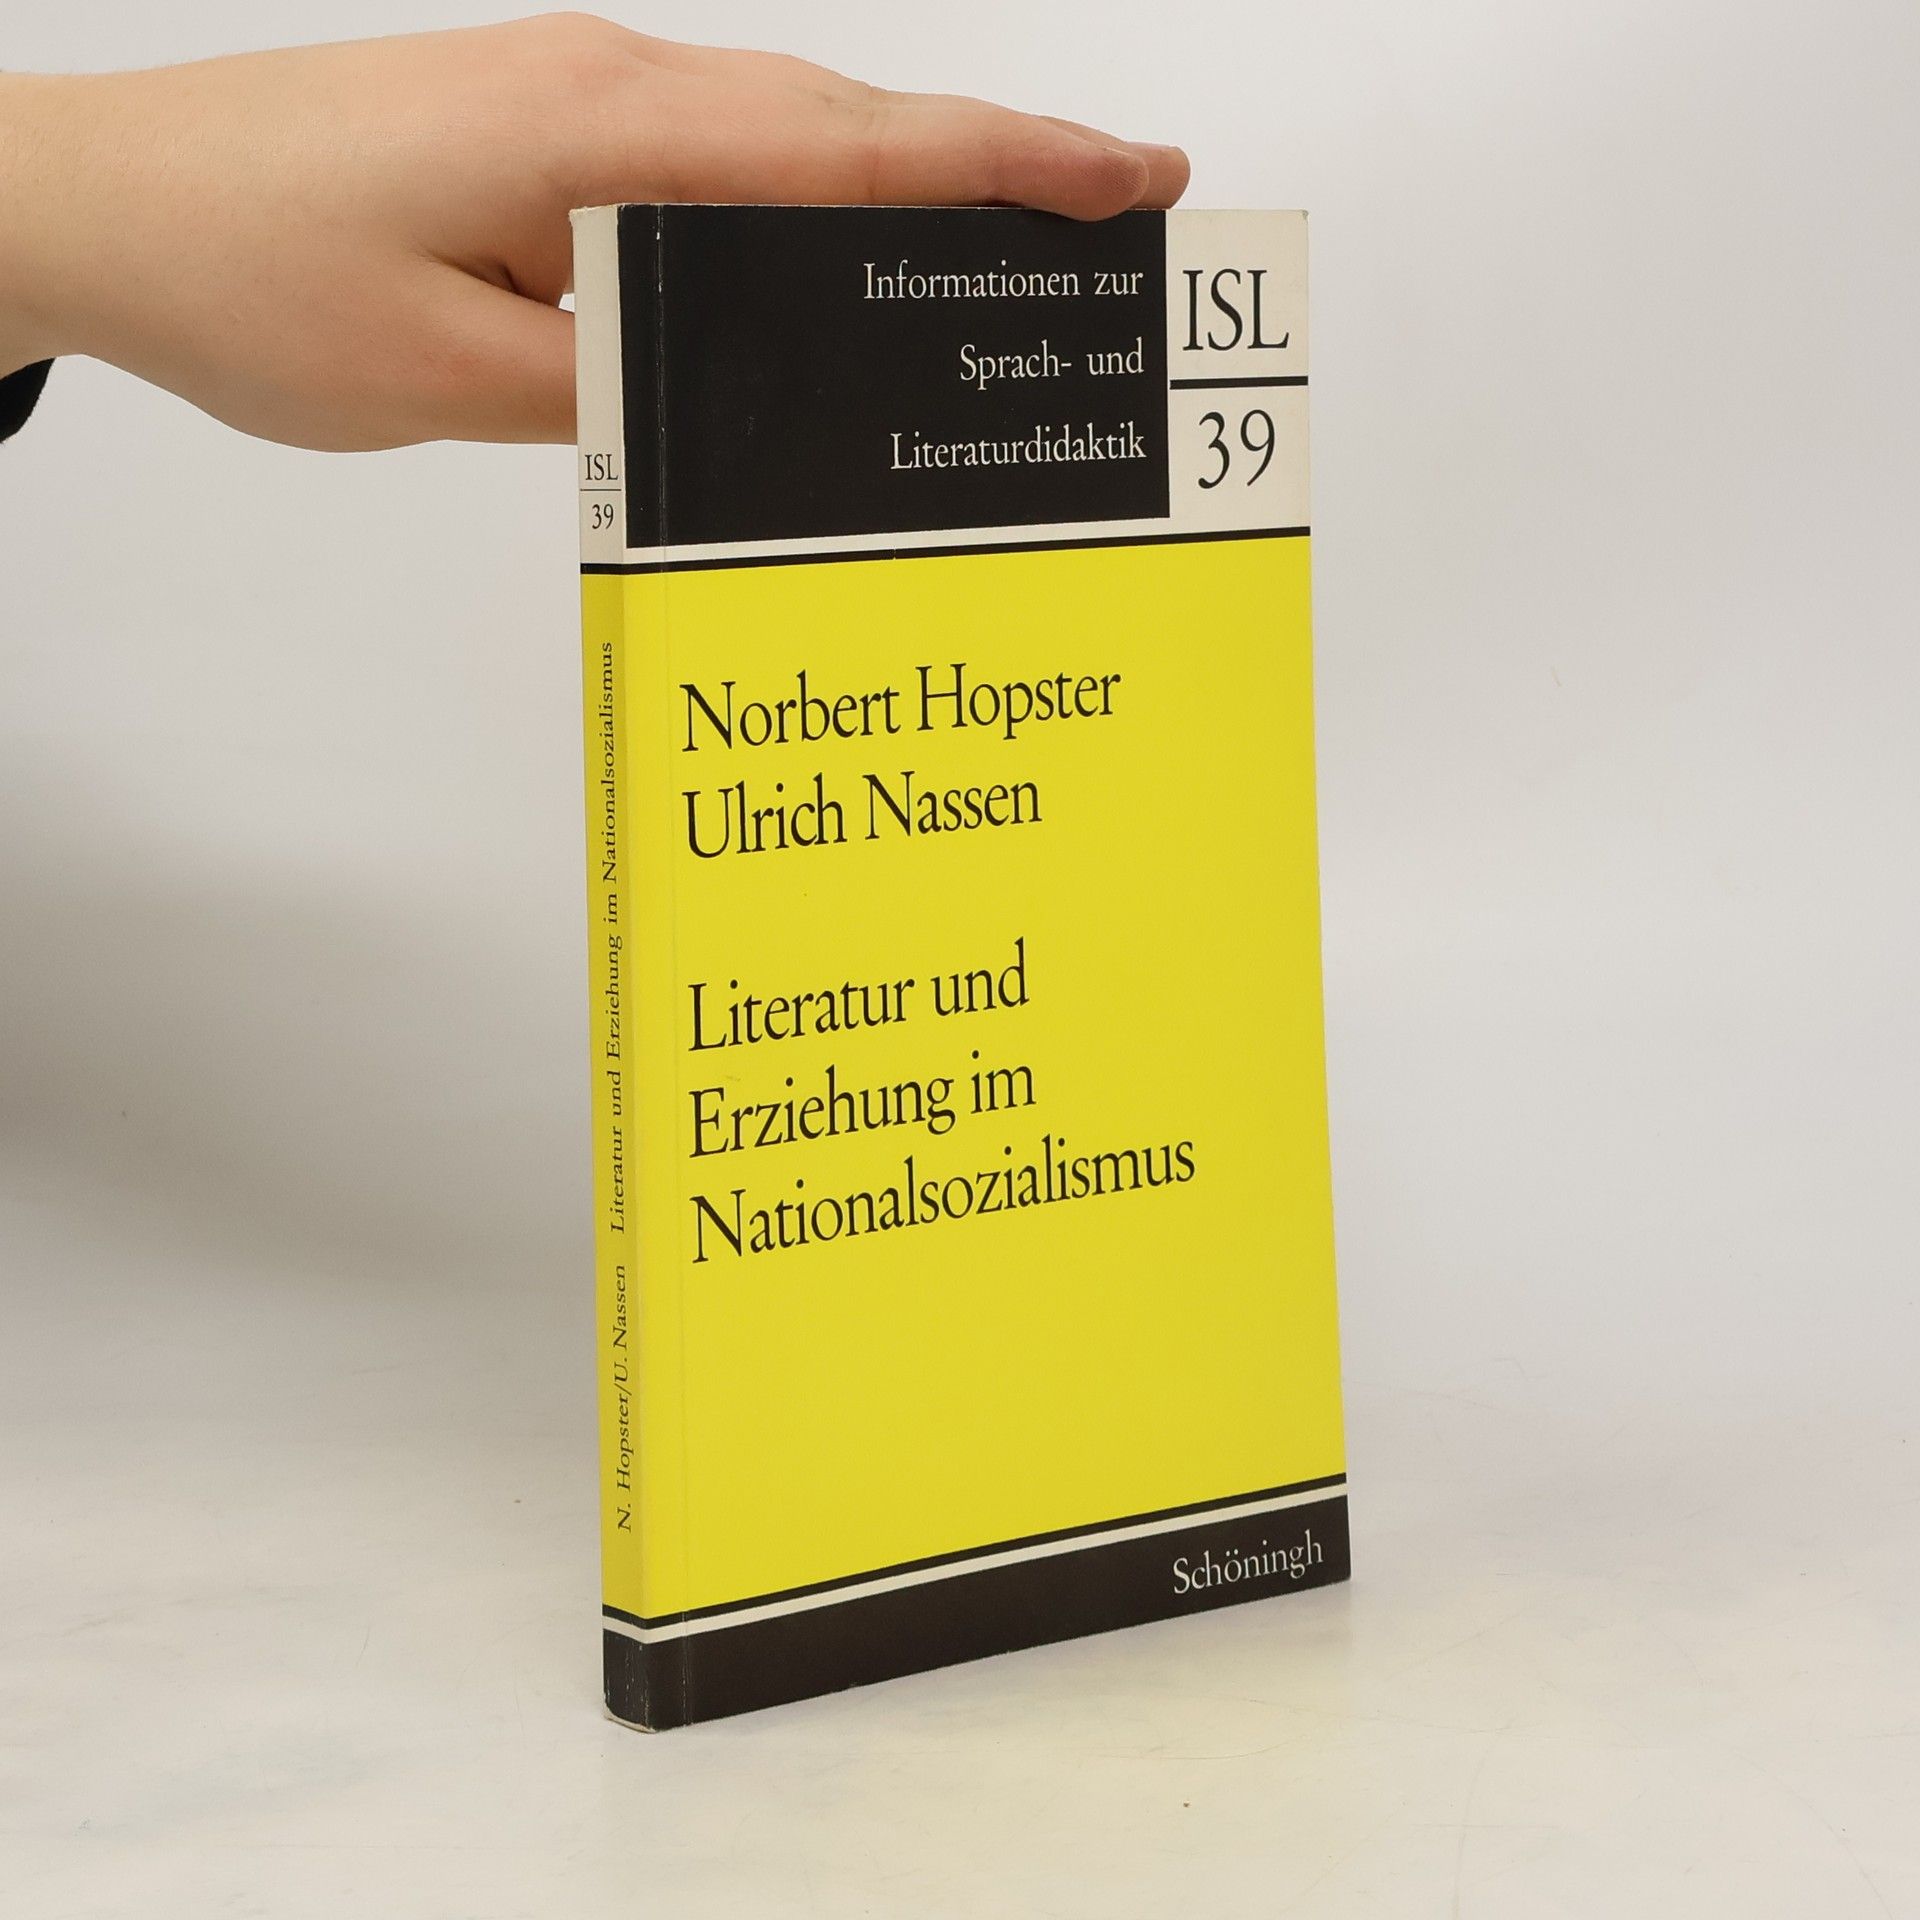 Informationen zur
Sprach- und
Literaturdidaktik
ISL
39
Norbert Hopster
Ulrich Nassen
Literatur und
Erziehung im
Nationalsozialismus
Schöningh
ISL
39
N. Hopster/U. Nassen Literatur und Erziehung im Nationalsozialismus